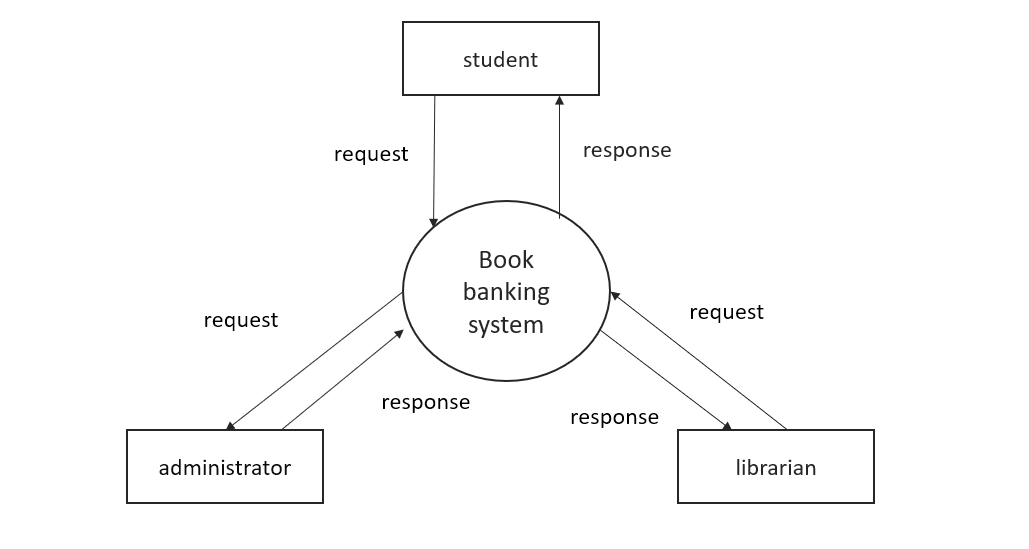 student
request
response
Book
banking
system
request
request
response
response
administrator
librarian